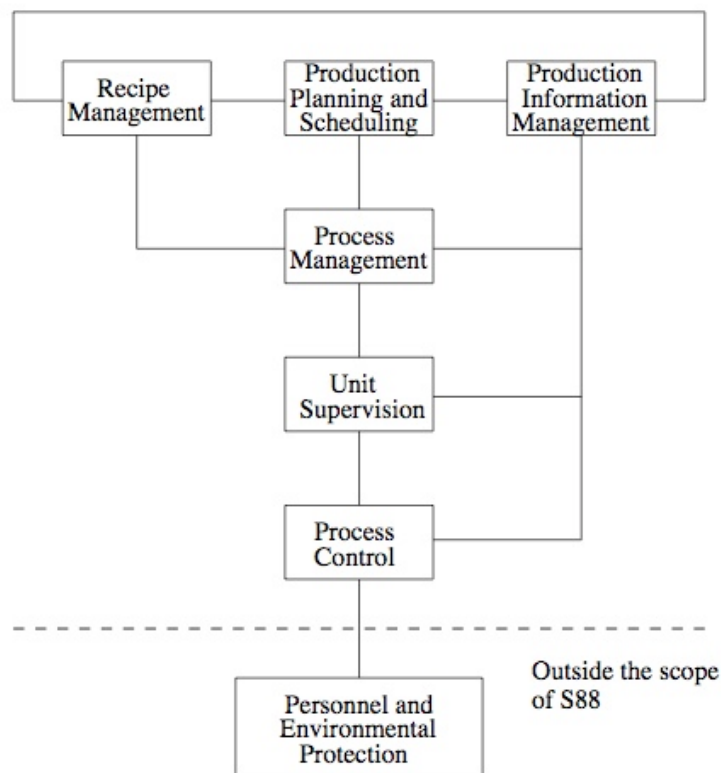 Recipe
Management
Production
Planning and
Scheduling
Production
Information
Management
Process
Management
Unit
Supervision
Process
Control
Outside the scope
of S88
Personnel and
Environmental
Protection